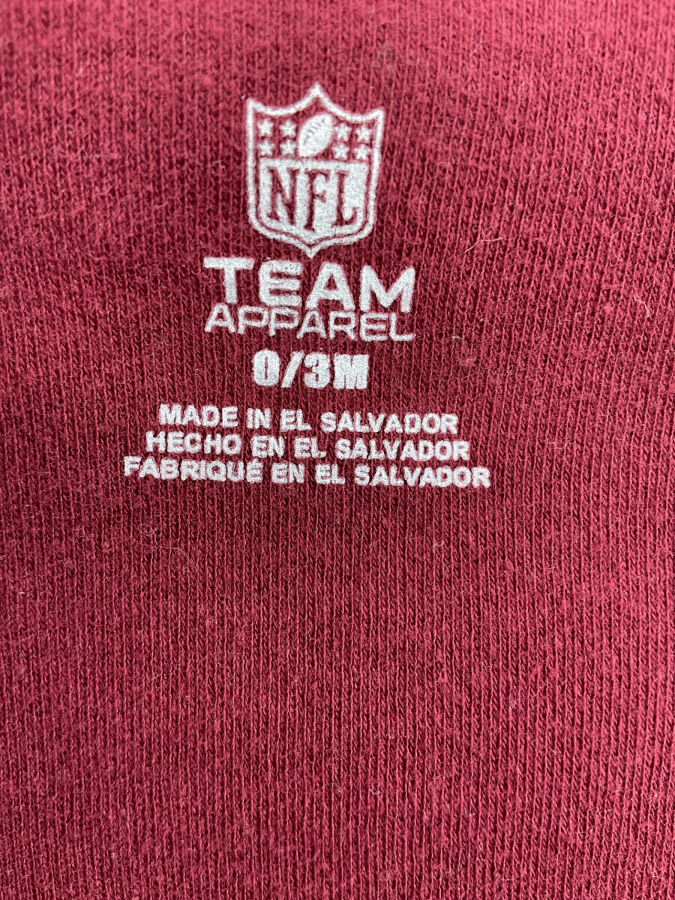 NFL
TEAM
APPAREL
0/3M
MADE IN EL SALVADOR
HECHO EN EL SALVADOR
FABRIQUÉ EN EL SALVADOR